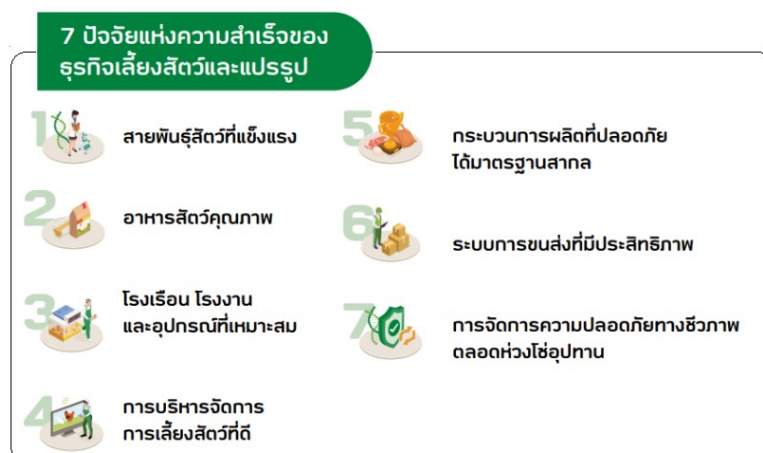 7 ปัจจัยแห่งความสำเร็จของ
ธุรกิจเลี้ยงสัตว์และแปรรูป
1
สายพันธุ์สัตว์ที่แข็งแรง
2
อาหารสัตว์คุณภาพ
3
โรงเรือน โรงงาน
และอุปกรณ์ที่เหมาะสม
4
การบริหารจัดการ
การเลี้ยงสัตว์ที่ดี
5
กระบวนการผลิตที่ปลอดภัย
ได้มาตรฐานสากล
6
ระบบการขนส่งที่มีประสิทธิภาพ
7
การจัดการความปลอดภัยทางชีวภาพ
ตลอดห่วงโซ่อุปทาน